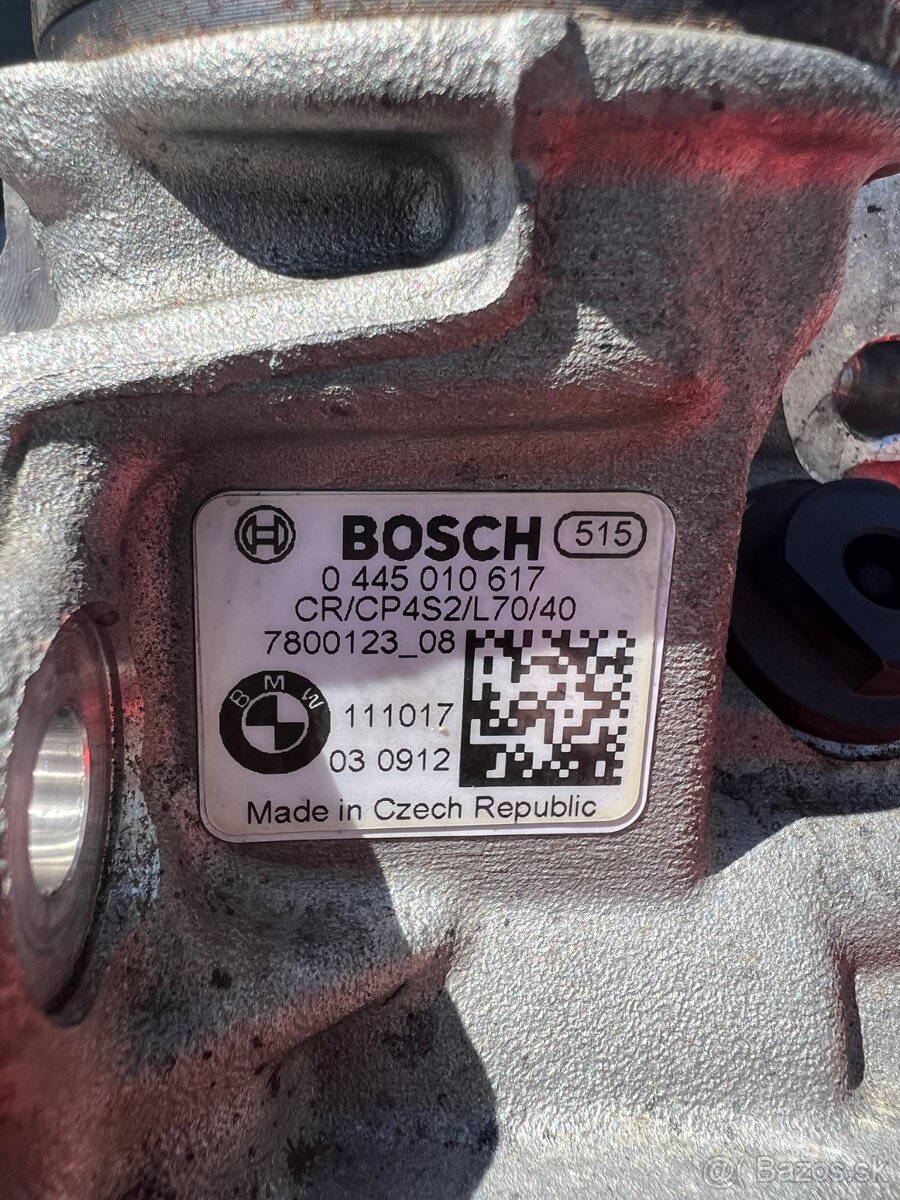 BOSCH 515
0 445 010 617
CR/CP4S2/L70/40
7800123_08
BMW
111017
03 0912
Made in Czech Republic
@ Bazos.sk